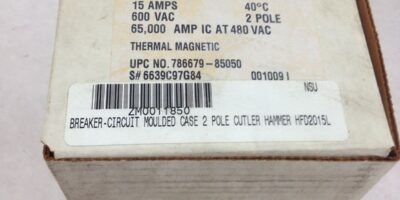 15 AMPS 40°C
600 VAC 2 POLE
65,000 AMP IC AT 480 VAC
THERMAL MAGNETIC
UPC NO. 786679-85050
S# 6639C97G84 001009 I
NSU
ZM0011850
BREAKER-CIRCUIT MOULDED CASE 2 POLE CUTLER HAMMER HFD2015L